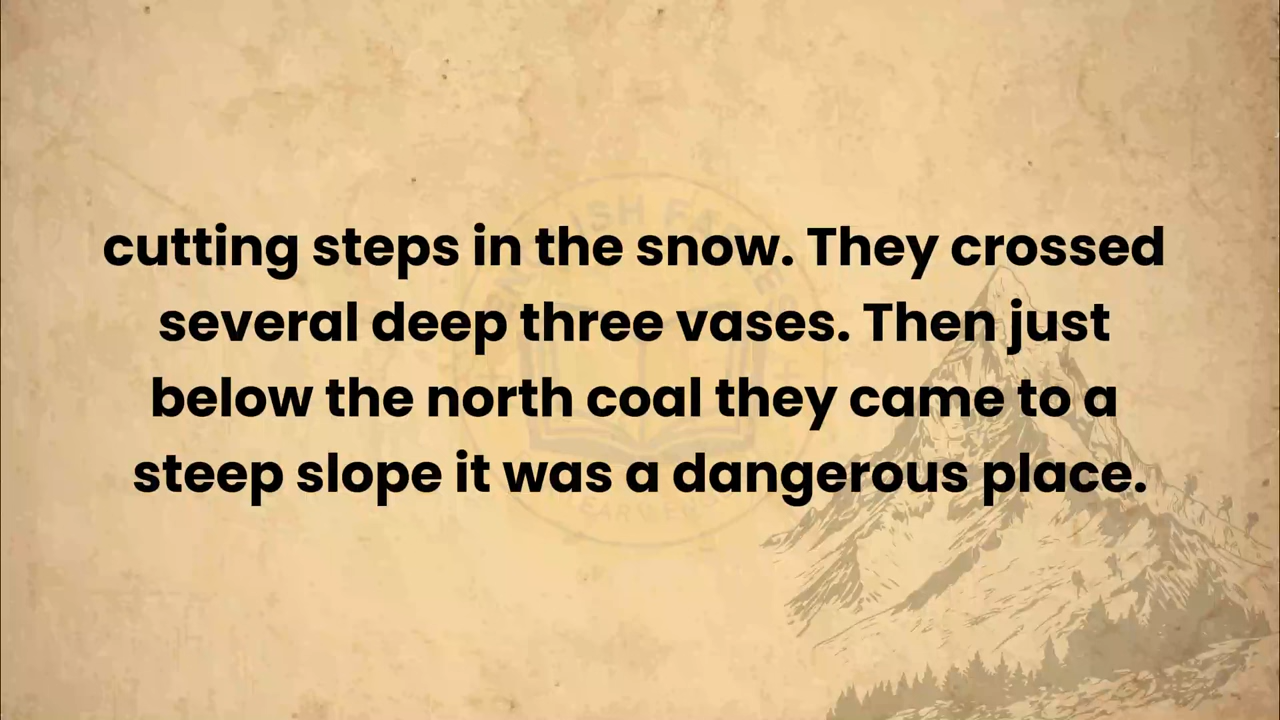 cutting steps in the snow. They crossed
several deep three vases. Then just
below the north coal they came to a
steep slope it was a dangerous place.